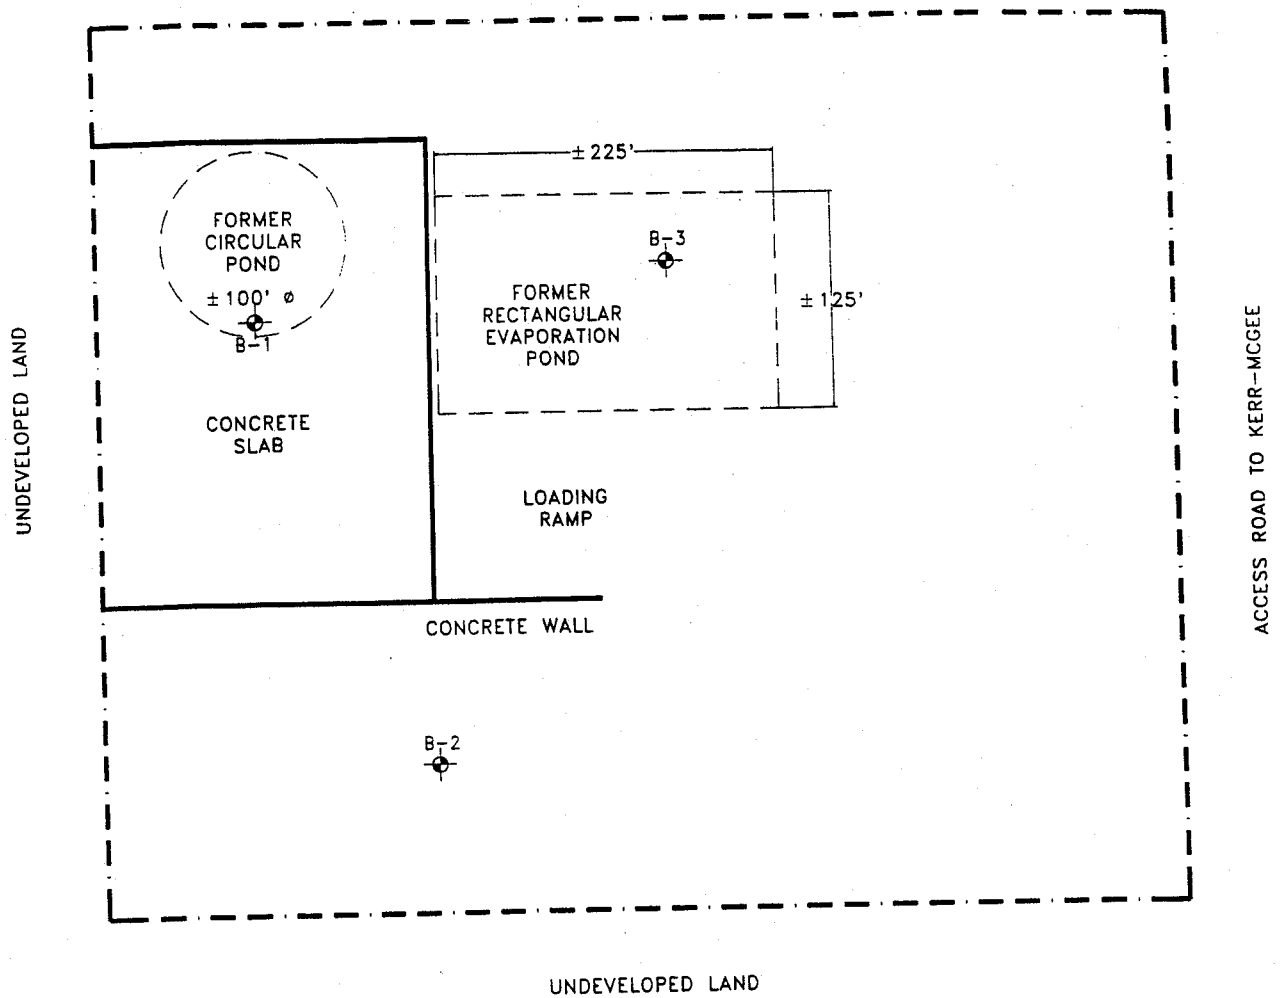 ±225'
FORMER
CIRCULAR
POND
±100' ø
B-1
B-3
FORMER
RECTANGULAR
EVAPORATION
POND
±125'
UNDEVELOPED LAND
ACCESS ROAD TO KERR-MCGEE
CONCRETE
SLAB
LOADING
RAMP
CONCRETE WALL
B-2
UNDEVELOPED LAND